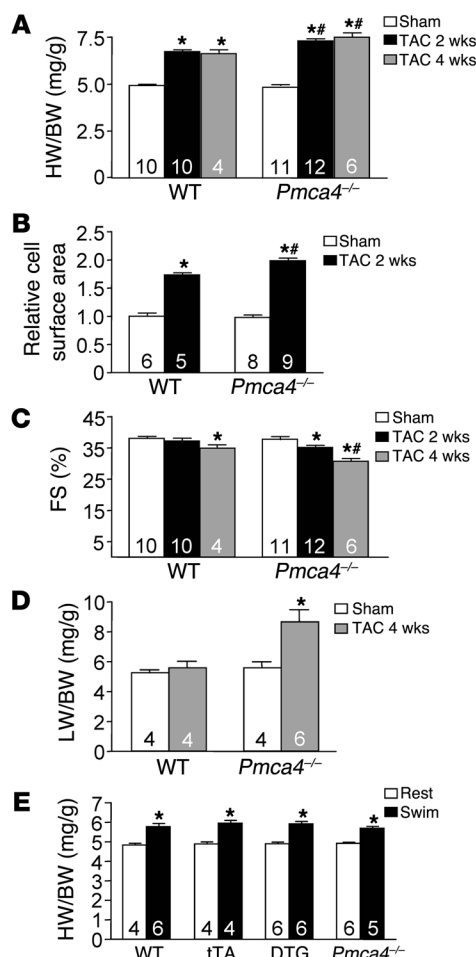 A
HW/BW (mg/g)
7.5
5.0
2.5
0
* * *# *#
10 10 4 11 12 6
WT Pmca4–/–
Sham
TAC 2 wks
TAC 4 wks
B
Relative cell
surface area
2.5
2.0
1.5
1.0
0.5
0.0
* *#
6 5 8 9
WT Pmca4–/–
Sham
TAC 2 wks
C
FS (%)
45
35
25
15
5
* * *#
10 10 4 11 12 6
WT Pmca4–/–
Sham
TAC 2 wks
TAC 4 wks
D
LW/BW (mg/g)
10
8
6
4
2
0
*
4 4 4 6
WT Pmca4–/–
Sham
TAC 4 wks
E
HW/BW (mg/g)
7
6
5
4
3
2
1
0
* * * *
4 6 4 4 6 6 6 5
WT tTA DTG Pmca4–/–
Rest
Swim